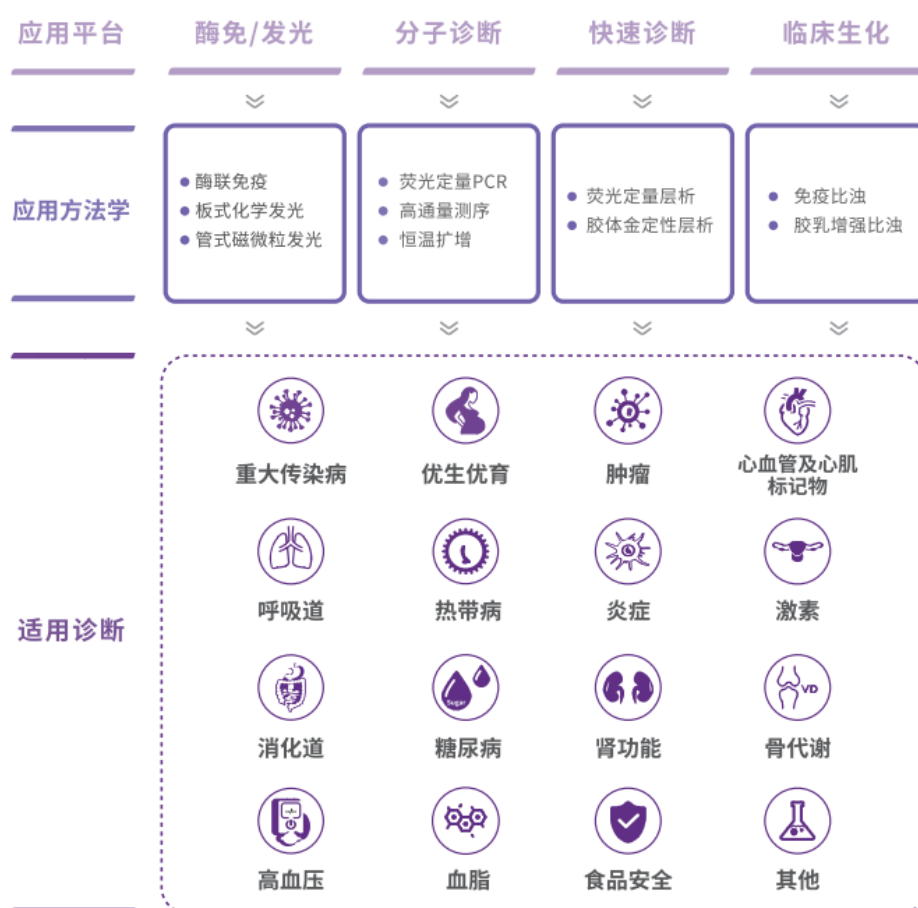 应用平台
酶免/发光
分子诊断
快速诊断
临床生化
应用方法学
酶联免疫
板式化学发光
管式磁微粒发光
荧光定量PCR
高通量测序
恒温扩增
荧光定量层析
胶体金定性层析
免疫比浊
胶乳增强比浊
适用诊断
重大传染病
优生优育
肿瘤
心血管及心肌
标记物
呼吸道
热带病
炎症
激素
消化道
Sugar
糖尿病
肾功能
VD
骨代谢
高血压
血脂
食品安全
其他